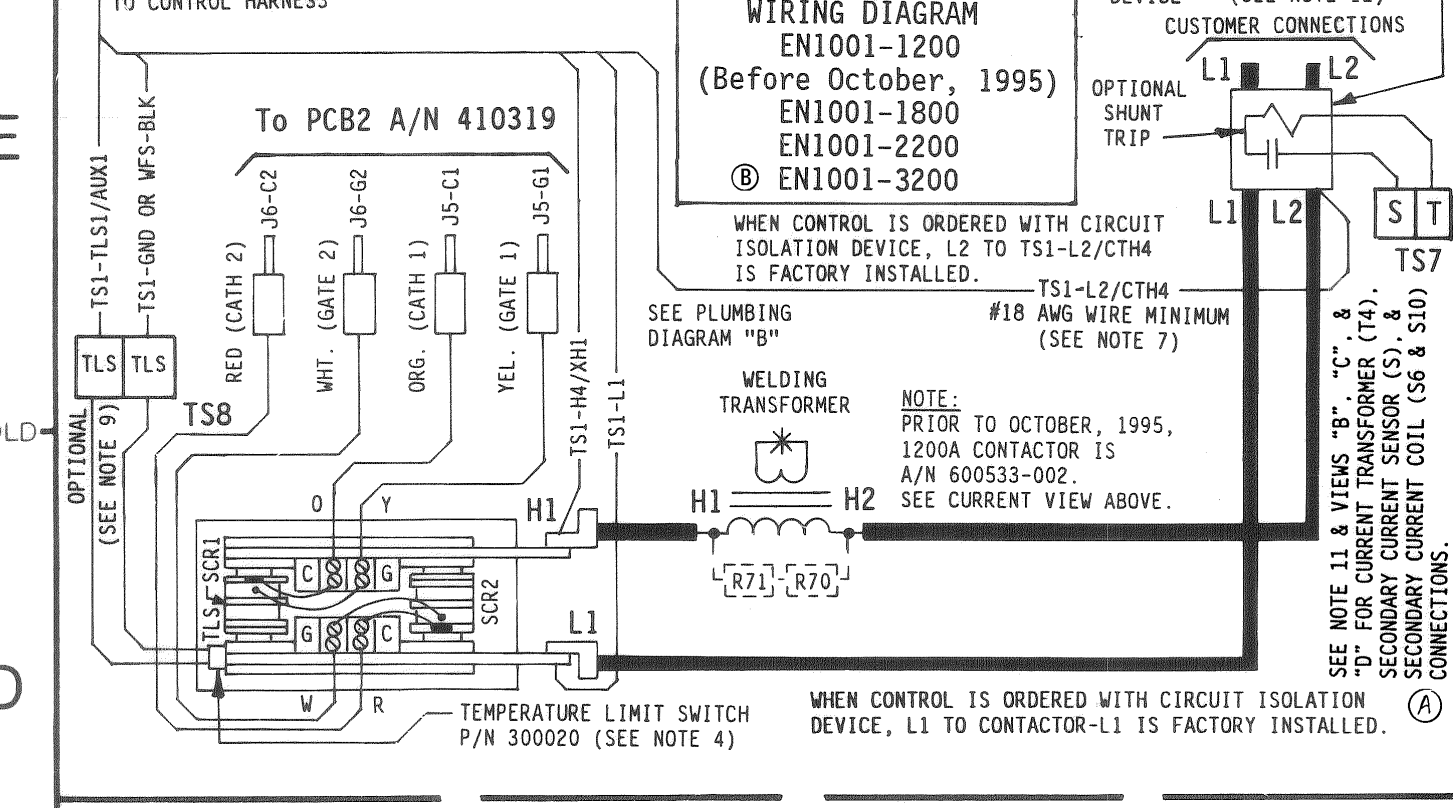 TO CONTROL HARNESS
WIRING DIAGRAM
EN1001-1200
(Before October, 1995)
EN1001-1800
EN1001-2200
Ⓑ EN1001-3200
CUSTOMER CONNECTIONS
L1
L2
OPTIONAL
SHUNT
TRIP
L1
L2
S T
TS7
To PCB2 A/N 410319
J6-C2
J6-G2
J5-C1
J5-G1
RED (CATH 2)
WHT. (GATE 2)
ORG. (CATH 1)
YEL. (GATE 1)
TS1-TLS1/AUX1
TS1-GND OR WFS-BLK
TLS TLS
TS8
OPTIONAL
(SEE NOTE 9)
LD
TS1-H4/XH1
TS1-L1
WHEN CONTROL IS ORDERED WITH CIRCUIT
ISOLATION DEVICE, L2 TO TS1-L2/CTH4
IS FACTORY INSTALLED.
TS1-L2/CTH4
#18 AWG WIRE MINIMUM
(SEE NOTE 7)
SEE PLUMBING
DIAGRAM "B"
WELDING
TRANSFORMER
NOTE:
PRIOR TO OCTOBER, 1995,
1200A CONTACTOR IS
A/N 600533-002.
SEE CURRENT VIEW ABOVE.
H1
H1
H2
R71
R70
O
Y
C
G
G
C
SCR1
TLS
SCR2
L1
W
R
TEMPERATURE LIMIT SWITCH
P/N 300020 (SEE NOTE 4)
WHEN CONTROL IS ORDERED WITH CIRCUIT ISOLATION
DEVICE, L1 TO CONTACTOR-L1 IS FACTORY INSTALLED.
SEE NOTE 11 & VIEWS "B", "C", &
"D" FOR CURRENT TRANSFORMER (T4),
SECONDARY CURRENT SENSOR (S), &
SECONDARY CURRENT COIL (S6 & S10)
CONNECTIONS.
Ⓐ